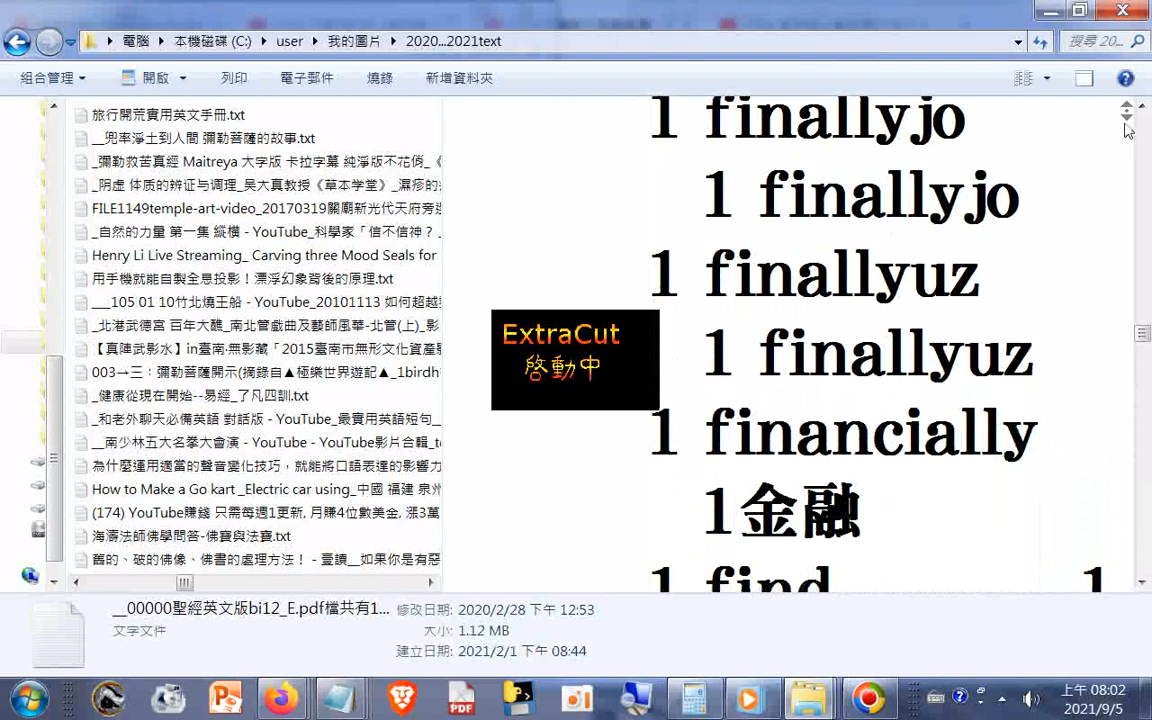 電腦 本機磁碟 (C:) user 我的圖片 2020...2021text
搜尋 20...
組合管理 開啟 列印 電子郵件 燒錄 新增資料夾
旅行開荒實用英文手冊.txt
__兜率淨土到人間 彌勒菩薩的故事.txt
_彌勒救苦真經 Maitreya 大字版 卡拉字幕 純淨版不花俏_《
_阴虚 体质的辨证与调理_吴大真教授《草本学堂》_濕疹的
FILE1149temple-art-video_20170319關廟新光代天府旁
_自然的力量 第一集 縱橫 - YouTube_科學家「信不信神？」
Henry Li Live Streaming_ Carving three Mood Seals for
用手機就能自製全息投影！漂浮幻象背後的原理.txt
___105 01 10竹北燒王船 - YouTube_20101113 如何超越
_北港武德宮 百年大醮_南北管戲曲及藝師風華-北管(上)_影
【真陣武影水】in臺南·無影藏「2015臺南市無形文化資產
003→三：彌勒菩薩開示(摘錄自▲極樂世界遊記▲_1birdh
_健康從現在開始--易經_了凡四訓.txt
_和老外聊天必備英語 對話版 - YouTube_最實用英語短句_
__南少林五大名拳大會演 - YouTube - YouTube影片合輯_
為什麼運用適當的聲音變化技巧，就能將口語表達的影響力
How to Make a Go kart _Electric car using_中國 福建 泉州
(174) YouTube賺錢 只需每週1更新, 月賺4位數美金, 漲3萬
海濤法師佛學問答-佛寶與法寶.txt
舊的、破的佛像、佛書的處理方法！ - 壹讀__如果你是有惡
1 finallyjo
1 finallyjo
1 finallyuz
1 finallyuz
1 financially
1金融
1 find 1
ExtraCut
啓動中
__00000聖經英文版bi12_E.pdf檔共有1... 修改日期: 2020/2/28 下午 12:53
文字文件 大小: 1.12 MB
建立日期: 2021/2/1 下午 08:44
PDF
上午 08:02
2021/9/5